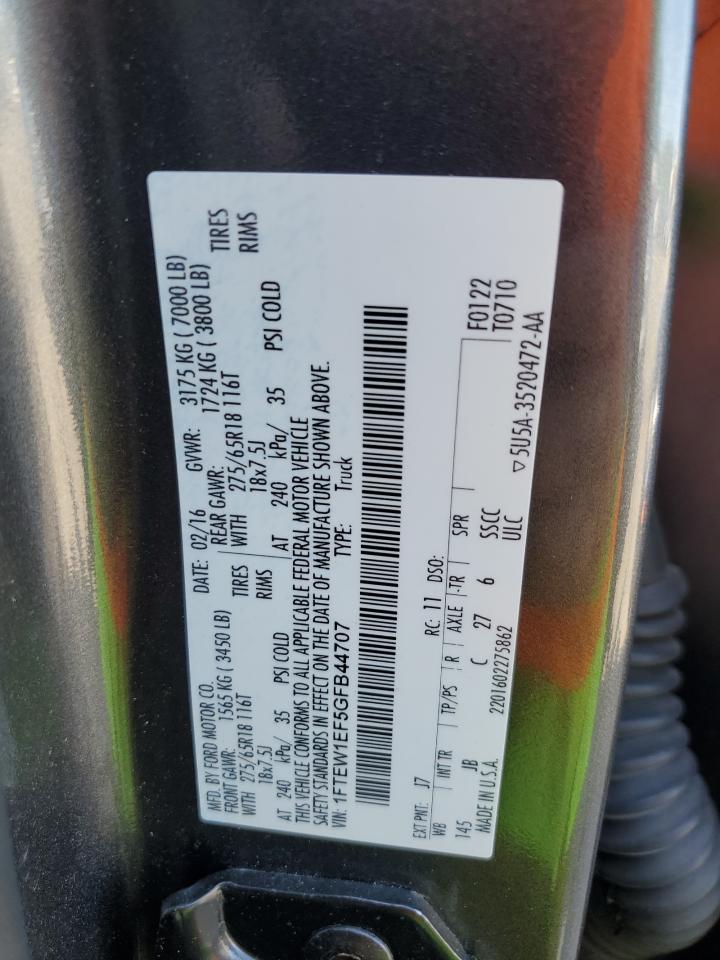 MFD. BY FORD MOTOR CO. DATE: 02/16 GVWR: 3175 KG ( 7000 LB)
FRONT GAWR: 1565 KG ( 3450 LB) REAR GAWR: 1724 KG ( 3800 LB)
WITH 275/65R18 116T TIRES WITH 275/65R18 116T TIRES
18x7.5J RIMS 18x7.5J RIMS
AT 240 kPa/ 35 PSI COLD AT 240 kPa/ 35 PSI COLD
THIS VEHICLE CONFORMS TO ALL APPLICABLE FEDERAL MOTOR VEHICLE
SAFETY STANDARDS IN EFFECT ON THE DATE OF MANUFACTURE SHOWN ABOVE.
VIN: 1FTEW1EF5GFB44707 TYPE: Truck
EXT PNT: J7 RC: 11 DSO:
WB INT TR TP/PS R AXLE -TR SPR F0122
145 JB C 27 6 SSCC T0710
MADE IN U.S.A. 2201602275862 ULC ▽5U5A-3520472-AA